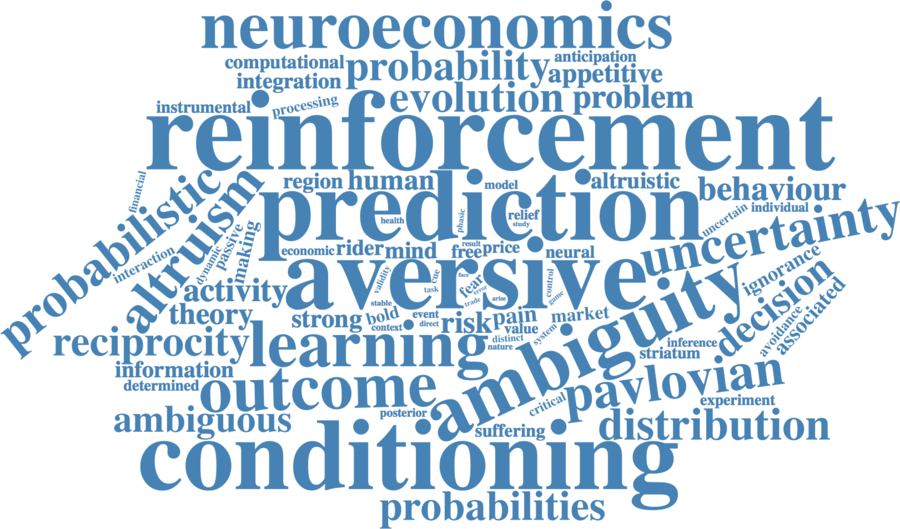 neuroeconomics
computational probability anticipation
integration appetitive
instrumental processing evolution problem
reinforcement
financial region human model altruistic behaviour
probabilistic altruism prediction
health phasic relief study uncertain individual
interaction dynamic passive making
economic rider mind result free price neural uncertainty
aversive
validity cue task face fear error trade arise control game
activity stable
theory strong bold context event direct risk pain value distinct nature system market
ambiguity ignorance decision avoidance associated
reciprocity learning striatum inference
information
determined outcome pavlovian
posterior critical experiment
ambiguous suffering distribution
conditioning
probabilities